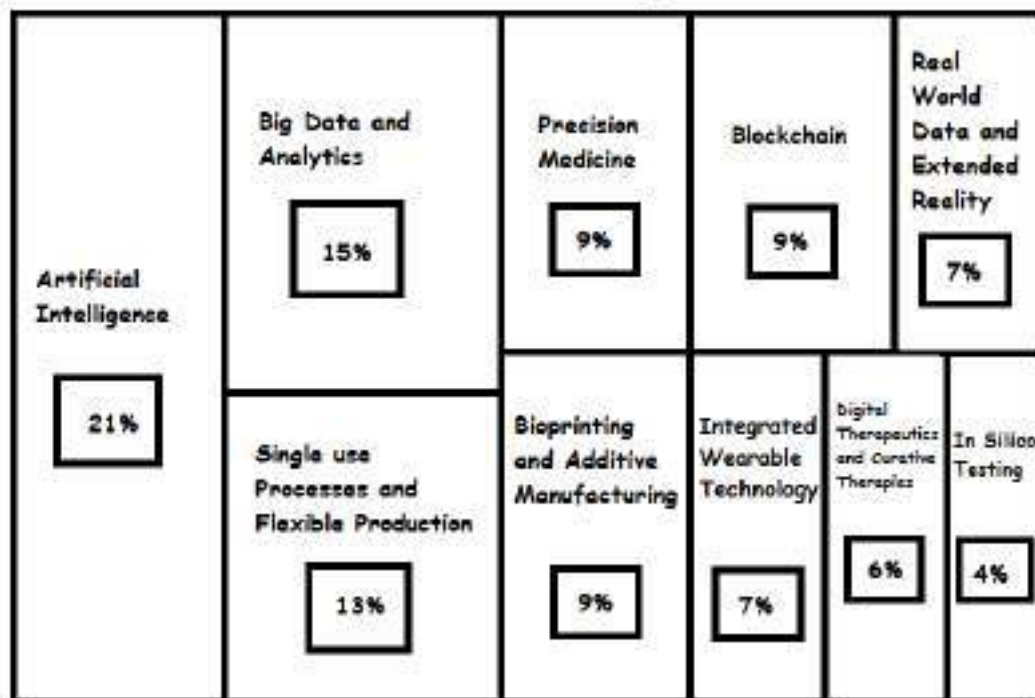 Artificial
Intelligence
21%
Big Data and
Analytics
15%
Single use
Processes and
Flexible Production
13%
Precision
Medicine
9%
Blockchain
9%
Real
World
Data and
Extended
Reality
7%
Bioprinting
and Additive
Manufacturing
9%
Integrated
Wearable
Technology
7%
Digital
Therapeutics
and Curative
Therapies
6%
In Silico
Testing
4%